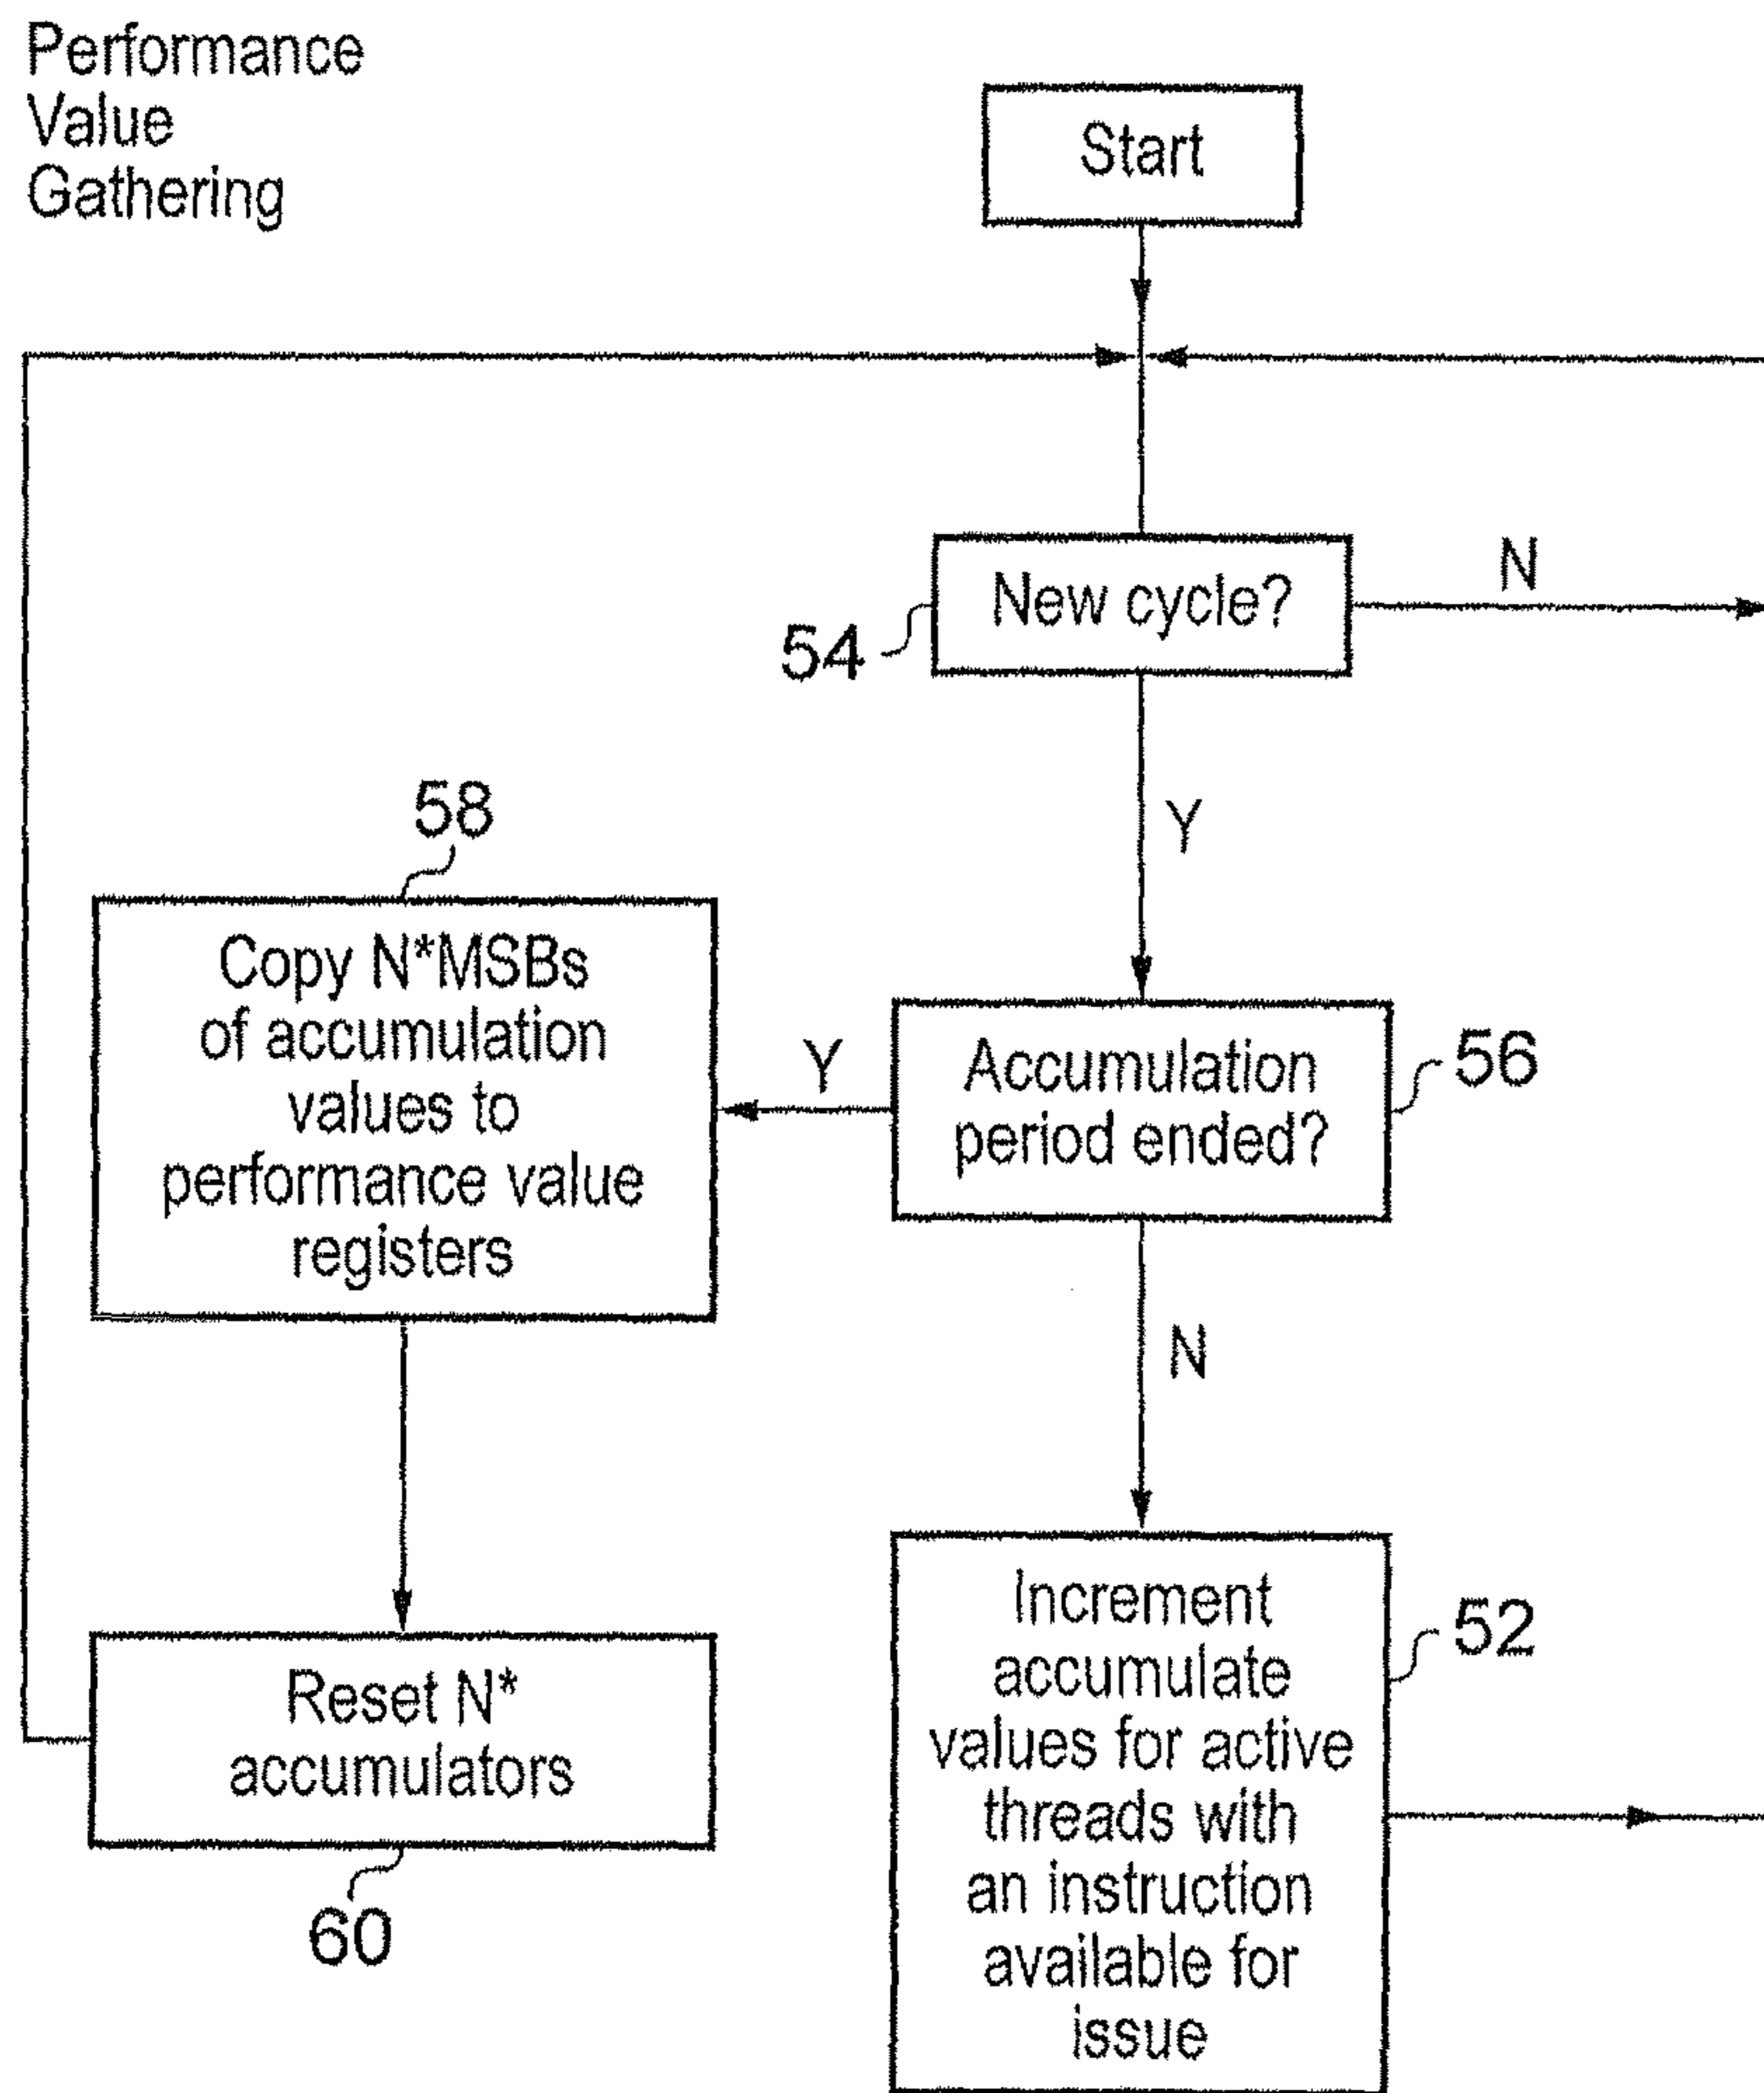 Performance
Value
Gathering
Start
New cycle?
N
54
Y
58
Copy N*MSBs
of accumulation
values to
performance value
registers
Y
Accumulation
period ended?
56
N
Increment
accumulate
values for active
threads with
an instruction
available for
issue
52
Reset N*
accumulators
60